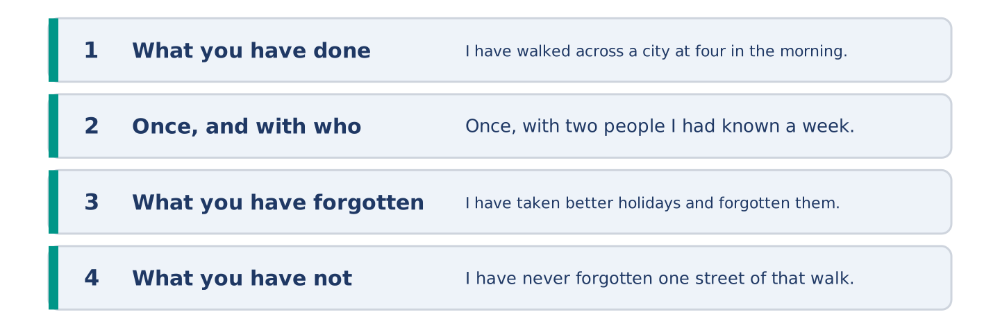 1 What you have done I have walked across a city at four in the morning.
2 Once, and with who Once, with two people I had known a week.
3 What you have forgotten I have taken better holidays and forgotten them.
4 What you have not I have never forgotten one street of that walk.